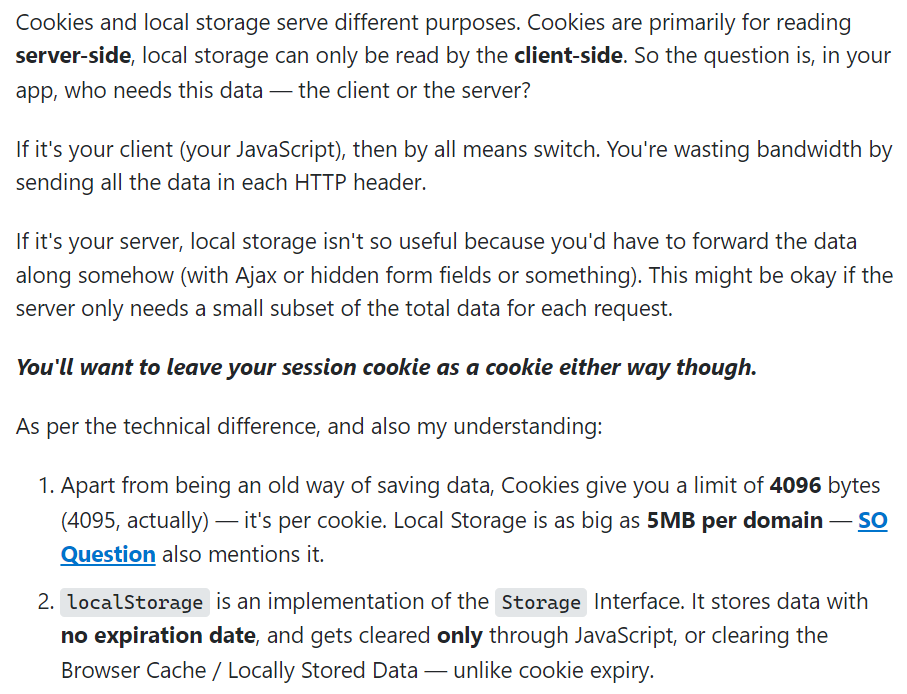 Cookies and local storage serve different purposes. Cookies are primarily for reading
server-side, local storage can only be read by the client-side. So the question is, in your
app, who needs this data — the client or the server?
If it's your client (your JavaScript), then by all means switch. You're wasting bandwidth by
sending all the data in each HTTP header.
If it's your server, local storage isn't so useful because you'd have to forward the data
along somehow (with Ajax or hidden form fields or something). This might be okay if the
server only needs a small subset of the total data for each request.
You'll want to leave your session cookie as a cookie either way though.
As per the technical difference, and also my understanding:
1. Apart from being an old way of saving data, Cookies give you a limit of 4096 bytes
(4095, actually) — it's per cookie. Local Storage is as big as 5MB per domain — SO
Question also mentions it.
2. localStorage is an implementation of the Storage Interface. It stores data with
no expiration date, and gets cleared only through JavaScript, or clearing the
Browser Cache / Locally Stored Data — unlike cookie expiry.